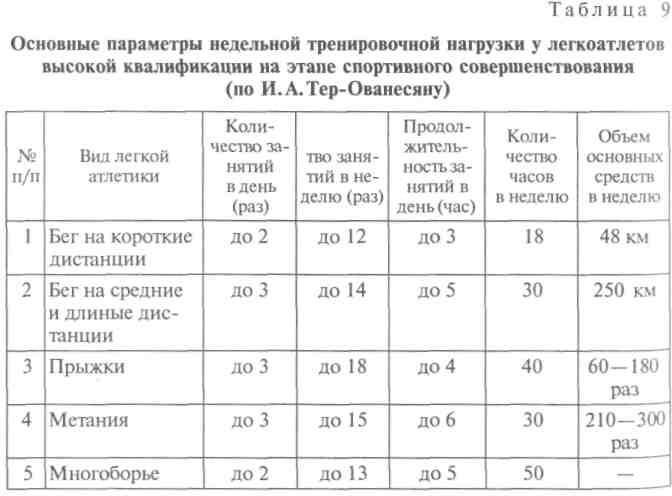 Таблица 9
Основные параметры недельной тренировочной нагрузки у легкоатлетов
высокой квалификации на этапе спортивного совершенствования
(по И. А. Тер-Ованесяну)
№ п/п
Вид легкой атлетики
Коли-
чество за-
нятий
в день
(раз)
тво заня-
тий в не-
делю (раз)
Продол-
житель-
ность за-
нятий в
день (час)
Коли-
чество
часов
в неделю
Объем
основных
средств
в неделю
1 Бег на короткие до 2 до 12 до 3 18 48 км
дистанции
2 Бег на средние до 3 до 14 до 5 30 250 км
и длиные дис-
танции
3 Прыжки до 3 до 18 до 4 40 60—180
раз
4 Метания до 3 до 15 до 6 30 210—300
раз
5 Многоборье до 2 до 13 до 5 50 —